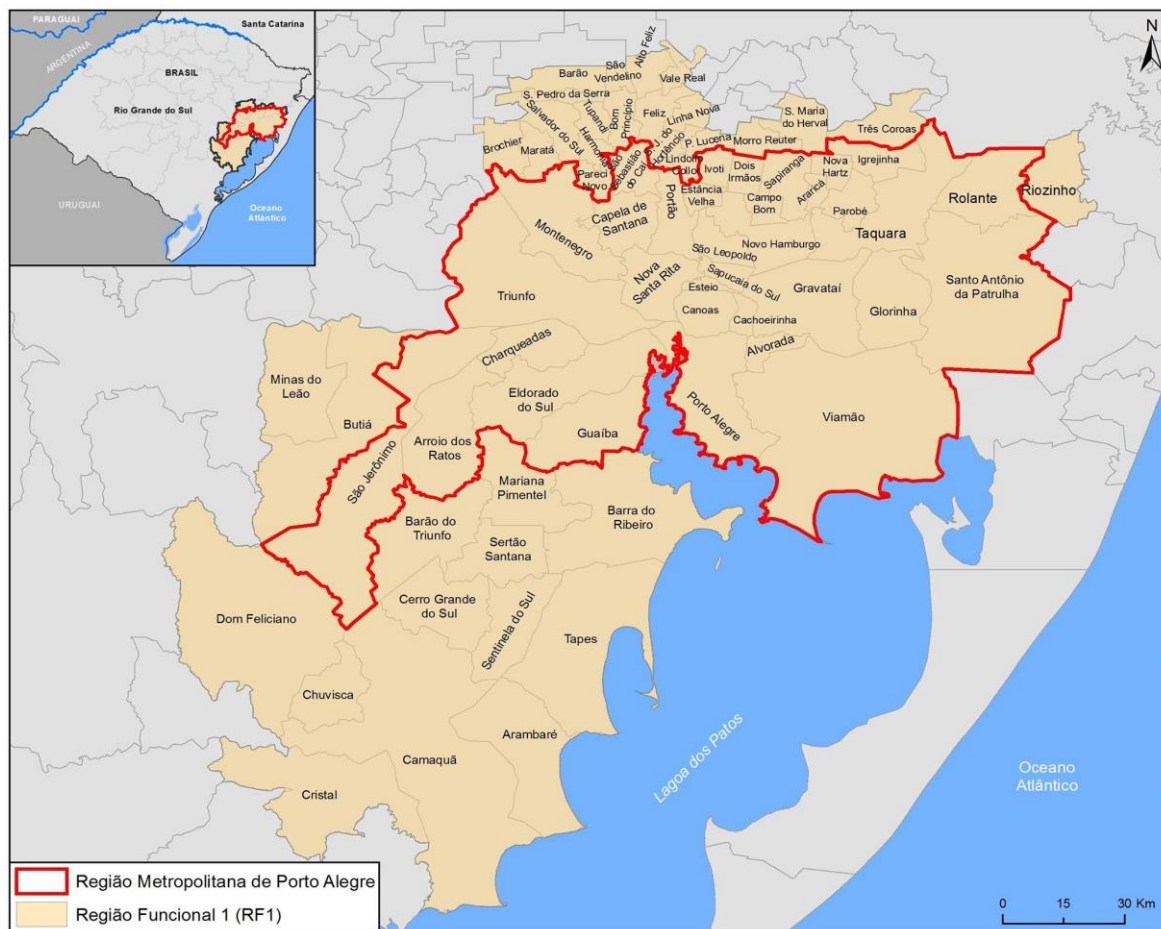 PARAGUAI
Santa Catarina
ARGENTINA
BRASIL
Rio Grande do Sul
URUGUAI
Oceano
Atlântico
N
Alto Feliz
São
Vendelino
Barão
Vale Real
S. Pedro da Serra
Salvador do Sul
Tupandi
Bom
Princípio
Feliz
Linha Nova
S. Maria
do Herval
Três Coroas
Brochier
Maratá
Harmonia
São
Sebastião
do Caí
S. J. do
Hortêncio
P. Lucena
Morro Reuter
Pareci
Novo
Lindolfo
Collo
Ivoti
Dois
Irmãos
Sapiranga
Nova
Hartz
Igrejinha
Riozinho
Rolante
Araricá
Estância
Velha
Campo
Bom
Portão
Capela de
Santana
Parobé
Taquara
Montenegro
Novo Hamburgo
São Leopoldo
Nova
Santa Rita
Sapucaia do Sul
Santo Antônio
da Patrulha
Triunfo
Esteio
Gravataí
Glorinha
Canoas
Cachoeirinha
Charqueadas
Alvorada
Minas do
Leão
Eldorado
do Sul
Butiá
Porto Alegre
Viamão
Guaíba
Arroio dos
Ratos
São Jerônimo
Mariana
Pimentel
Barra do
Ribeiro
Barão do
Triunfo
Sertão
Santana
Cerro Grande
do Sul
Dom Feliciano
Sentinela do Sul
Tapes
Chuvisca
Arambaré
Camaquã
Cristal
Lagoa dos Patos
Oceano
Atlântico
Região Metropolitana de Porto Alegre
Região Funcional 1 (RF1)
0 15 30 Km